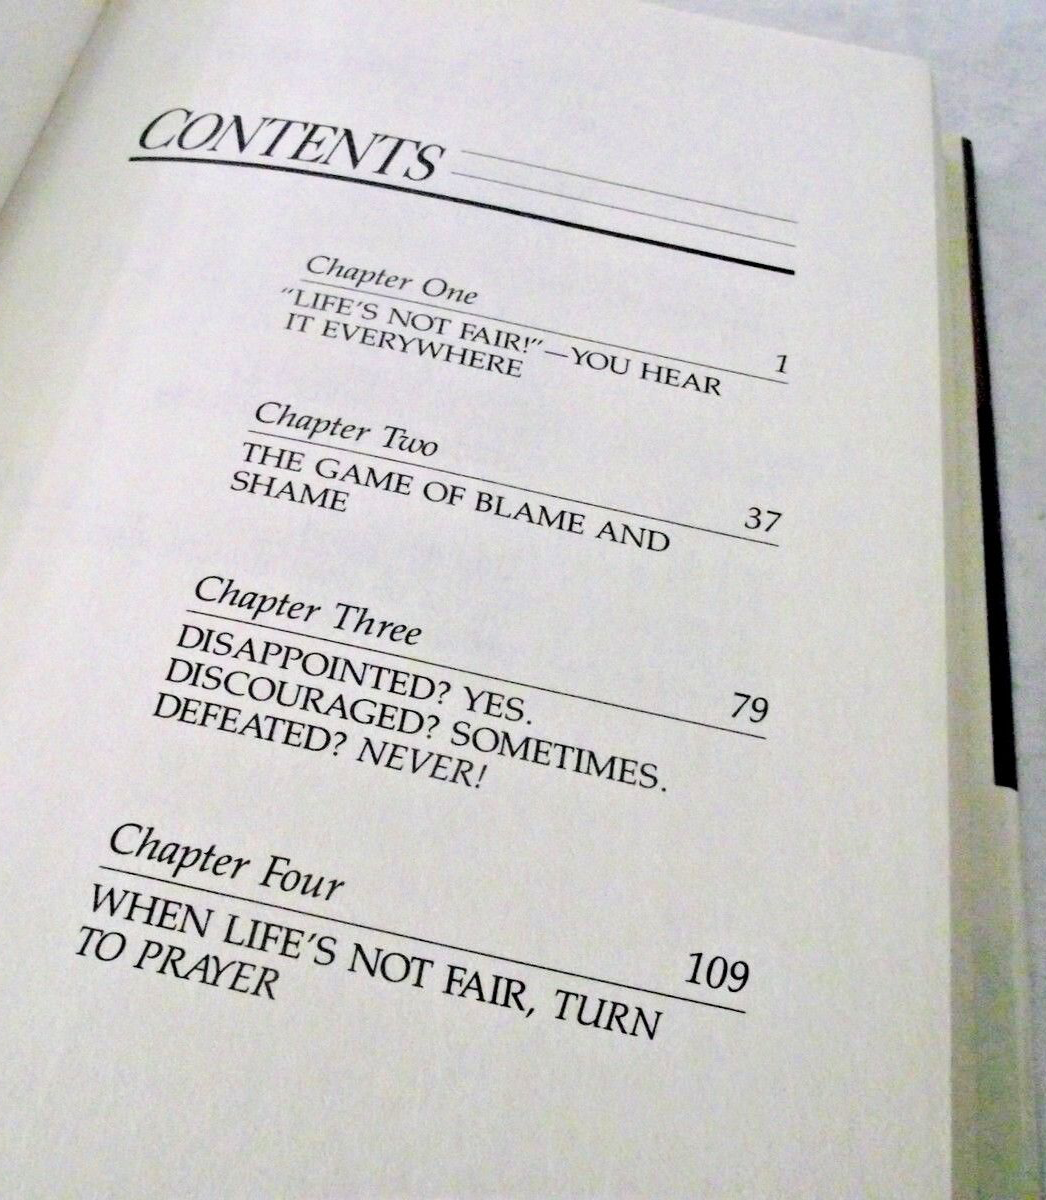 CONTENTS
Chapter One
1
"LIFE'S NOT FAIR!"—YOU HEAR
IT EVERYWHERE
Chapter Two
37
THE GAME OF BLAME AND
SHAME
Chapter Three
79
DISAPPOINTED? YES.
DISCOURAGED? SOMETIMES.
DEFEATED? NEVER!
Chapter Four
109
WHEN LIFE'S NOT FAIR, TURN
TO PRAYER